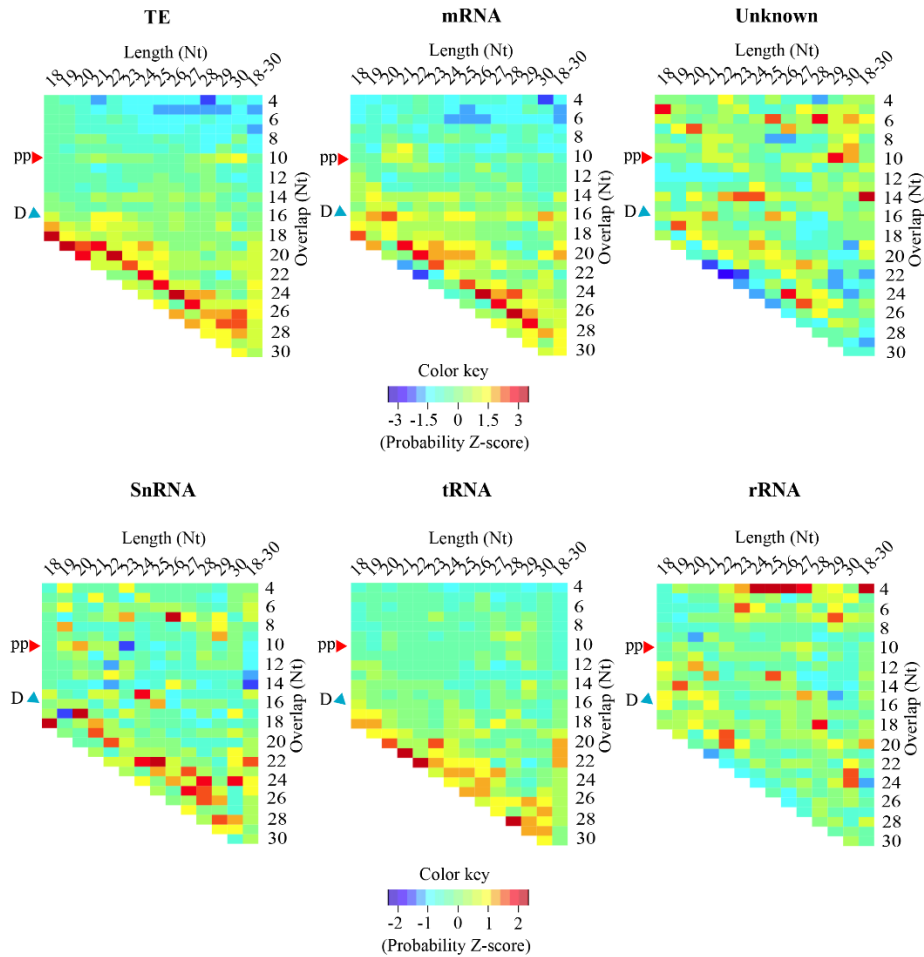 TE mRNA Unknown
Length (Nt) Length (Nt) Length (Nt)
18 19 20 21 22 23 24 25 26 27 28 29 30 18-30 18 19 20 21 22 23 24 25 26 27 28 29 30 18-30 18 19 20 21 22 23 24 25 26 27 28 29 30 18-30
4 4 4
6 6 6
8 8 8
pp 10 pp 10 pp 10
12 12 12
14 14 14
D 16 D 16 D 16
18 18 18
20 20 20
22 22 22
24 24 24
26 26 26
28 28 28
30 30 30
Overlap (Nt) Overlap (Nt) Overlap (Nt)
Color key
-3 -1.5 0 1.5 3
(Probability Z-score)
SnRNA tRNA rRNA
Length (Nt) Length (Nt) Length (Nt)
18 19 20 21 22 23 24 25 26 27 28 29 30 18-30 18 19 20 21 22 23 24 25 26 27 28 29 30 18-30 18 19 20 21 22 23 24 25 26 27 28 29 30 18-30
4 4 4
6 6 6
8 8 8
pp 10 pp 10 pp 10
12 12 12
14 14 14
D 16 D 16 D 16
18 18 18
20 20 20
22 22 22
24 24 24
26 26 26
28 28 28
30 30 30
Overlap (Nt) Overlap (Nt) Overlap (Nt)
Color key
-2 -1 0 1 2
(Probability Z-score)